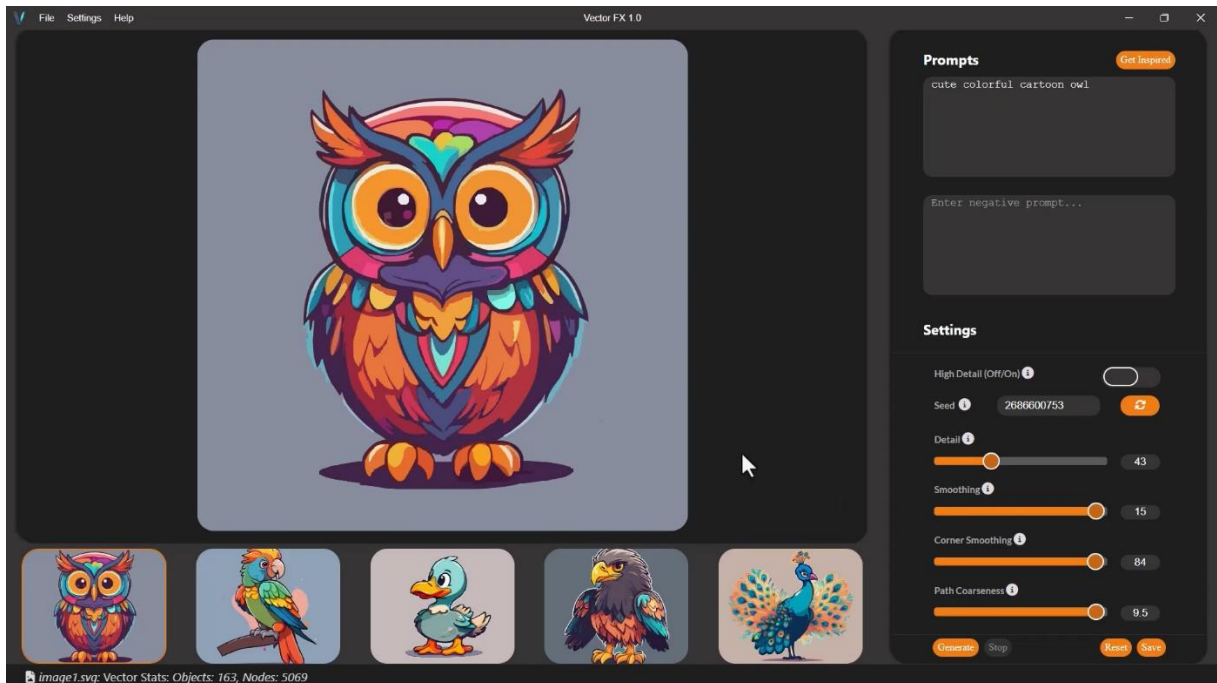 File Settings Help
Vector FX 1.0
Prompts
Get Inspired
cute colorful cartoon owl
Enter negative prompt...
Settings
High Detail (Off/On)
Seed 2686600753
Detail
43
Smoothing
15
Corner Smoothing
84
Path Coarseness
9.5
Generate Stop Reset Save
image1.svg: Vector Stats: Objects: 163, Nodes: 5069